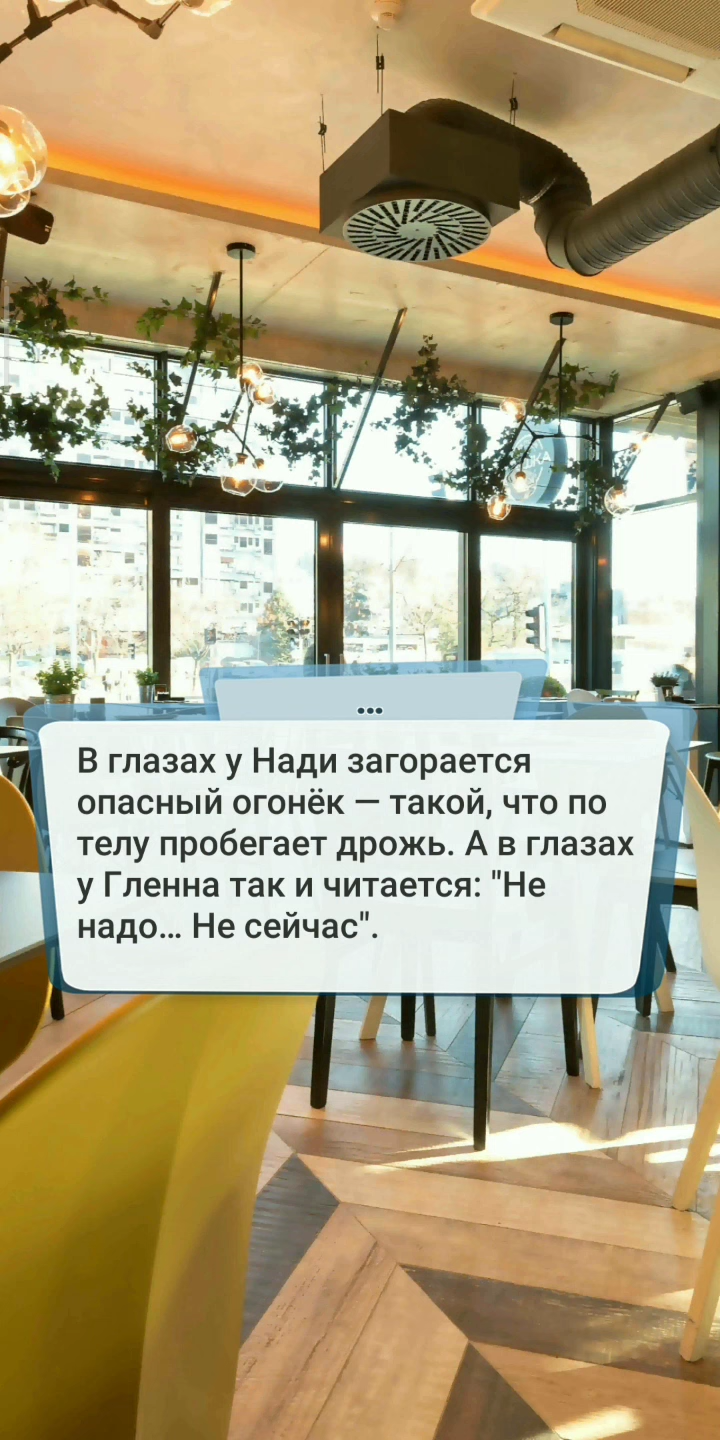 ...
В глазах у Нади загорается
опасный огонёк — такой, что по
телу пробегает дрожь. А в глазах
у Гленна так и читается: "Не
надо... Не сейчас".